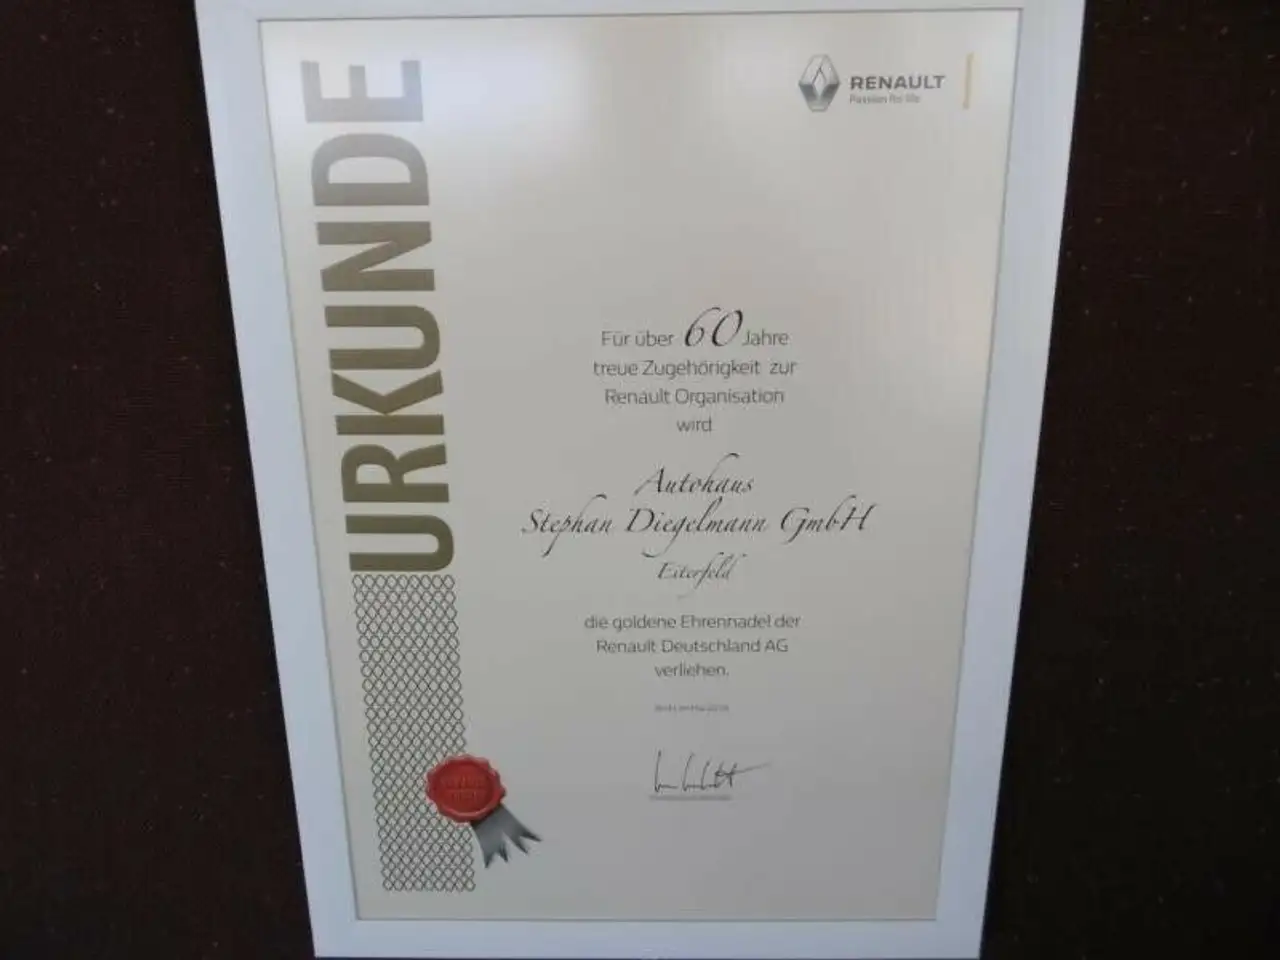 URKUNDE
RENAULT
Passion for life
Für über 60 Jahre
treue Zugehörigkeit zur
Renault Organisation
wird
Autohaus
Stephan Diegelmann GmbH
Eiterfeld
die goldene Ehrennadel der
Renault Deutschland AG
verliehen.